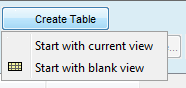 Create Table
Start with current view
Start with blank view